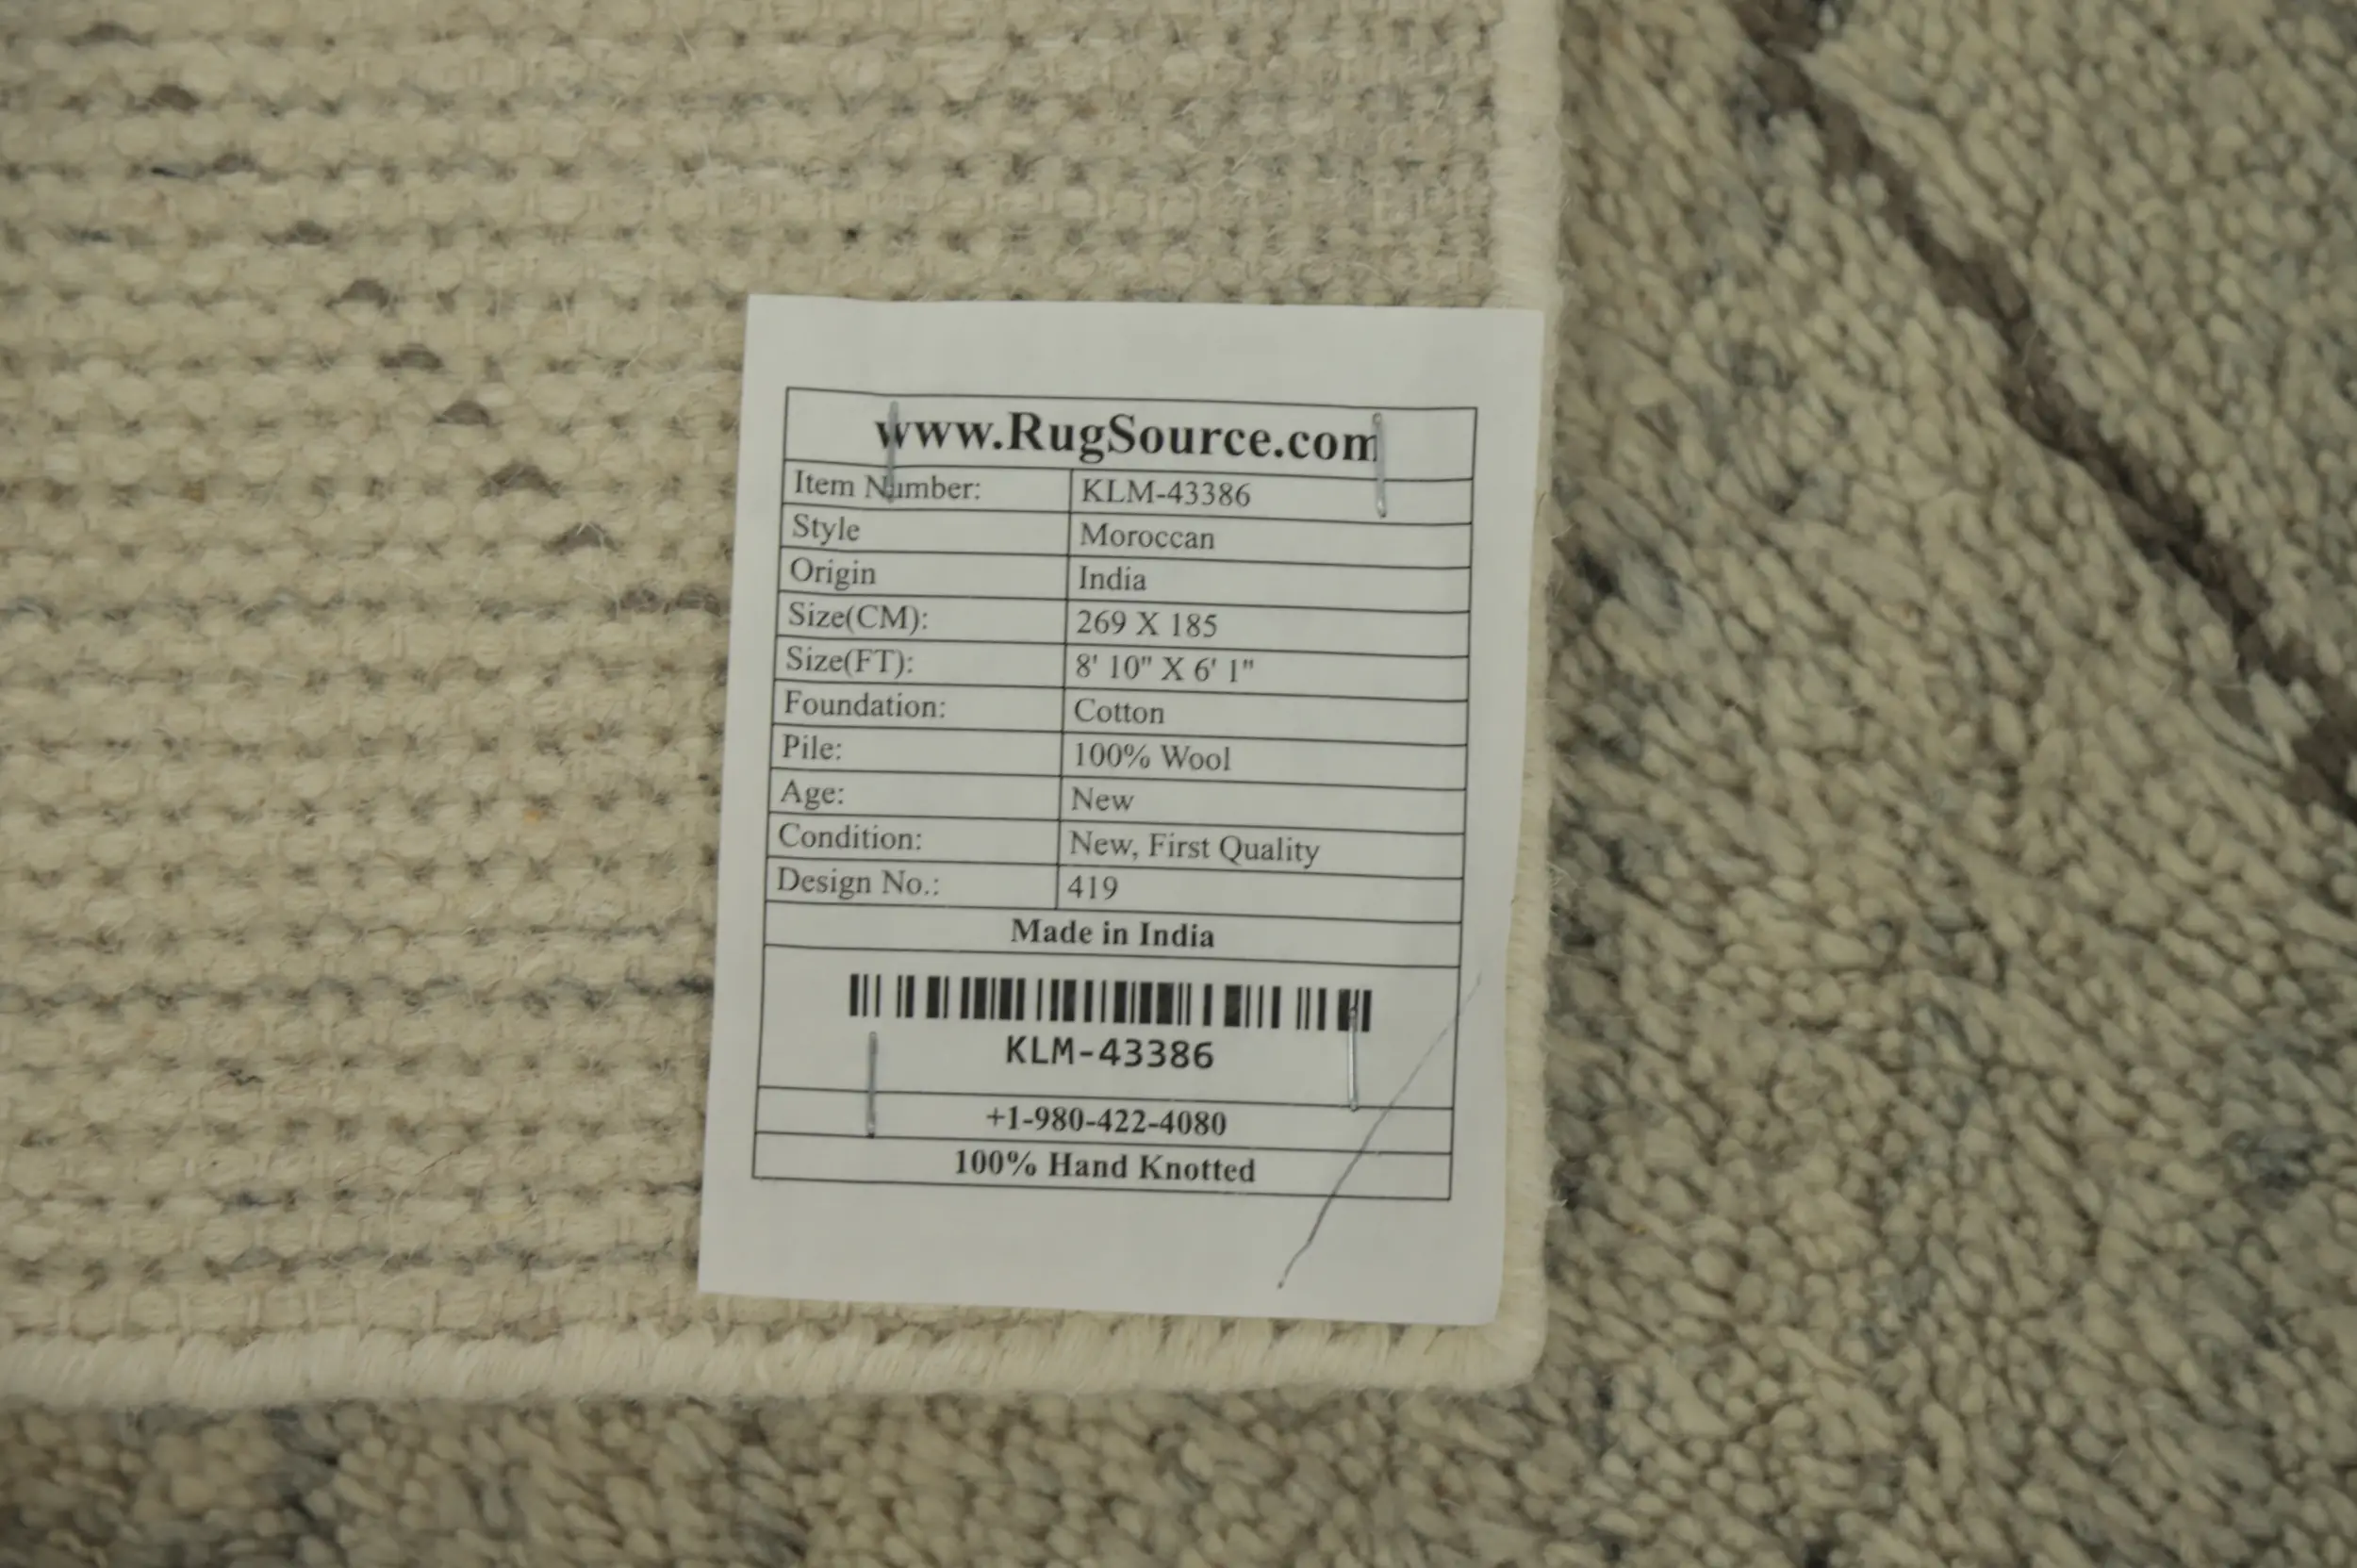 www.RugSource.com
Item Number: KLM-43386
Style Moroccan
Origin India
Size(CM): 269 X 185
Size(FT): 8' 10" X 6' 1"
Foundation: Cotton
Pile: 100% Wool
Age: New
Condition: New, First Quality
Design No.: 419
Made in India
KLM-43386
+1-980-422-4080
100% Hand Knotted